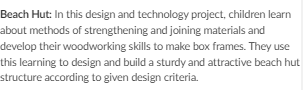 Beach Hut: In this design and technology project, children learn
about methods of strengthening and joining materials and
develop their woodworking skills to make box frames. They use
this learning to design and build a sturdy and attractive beach hut
structure according to given design criteria.